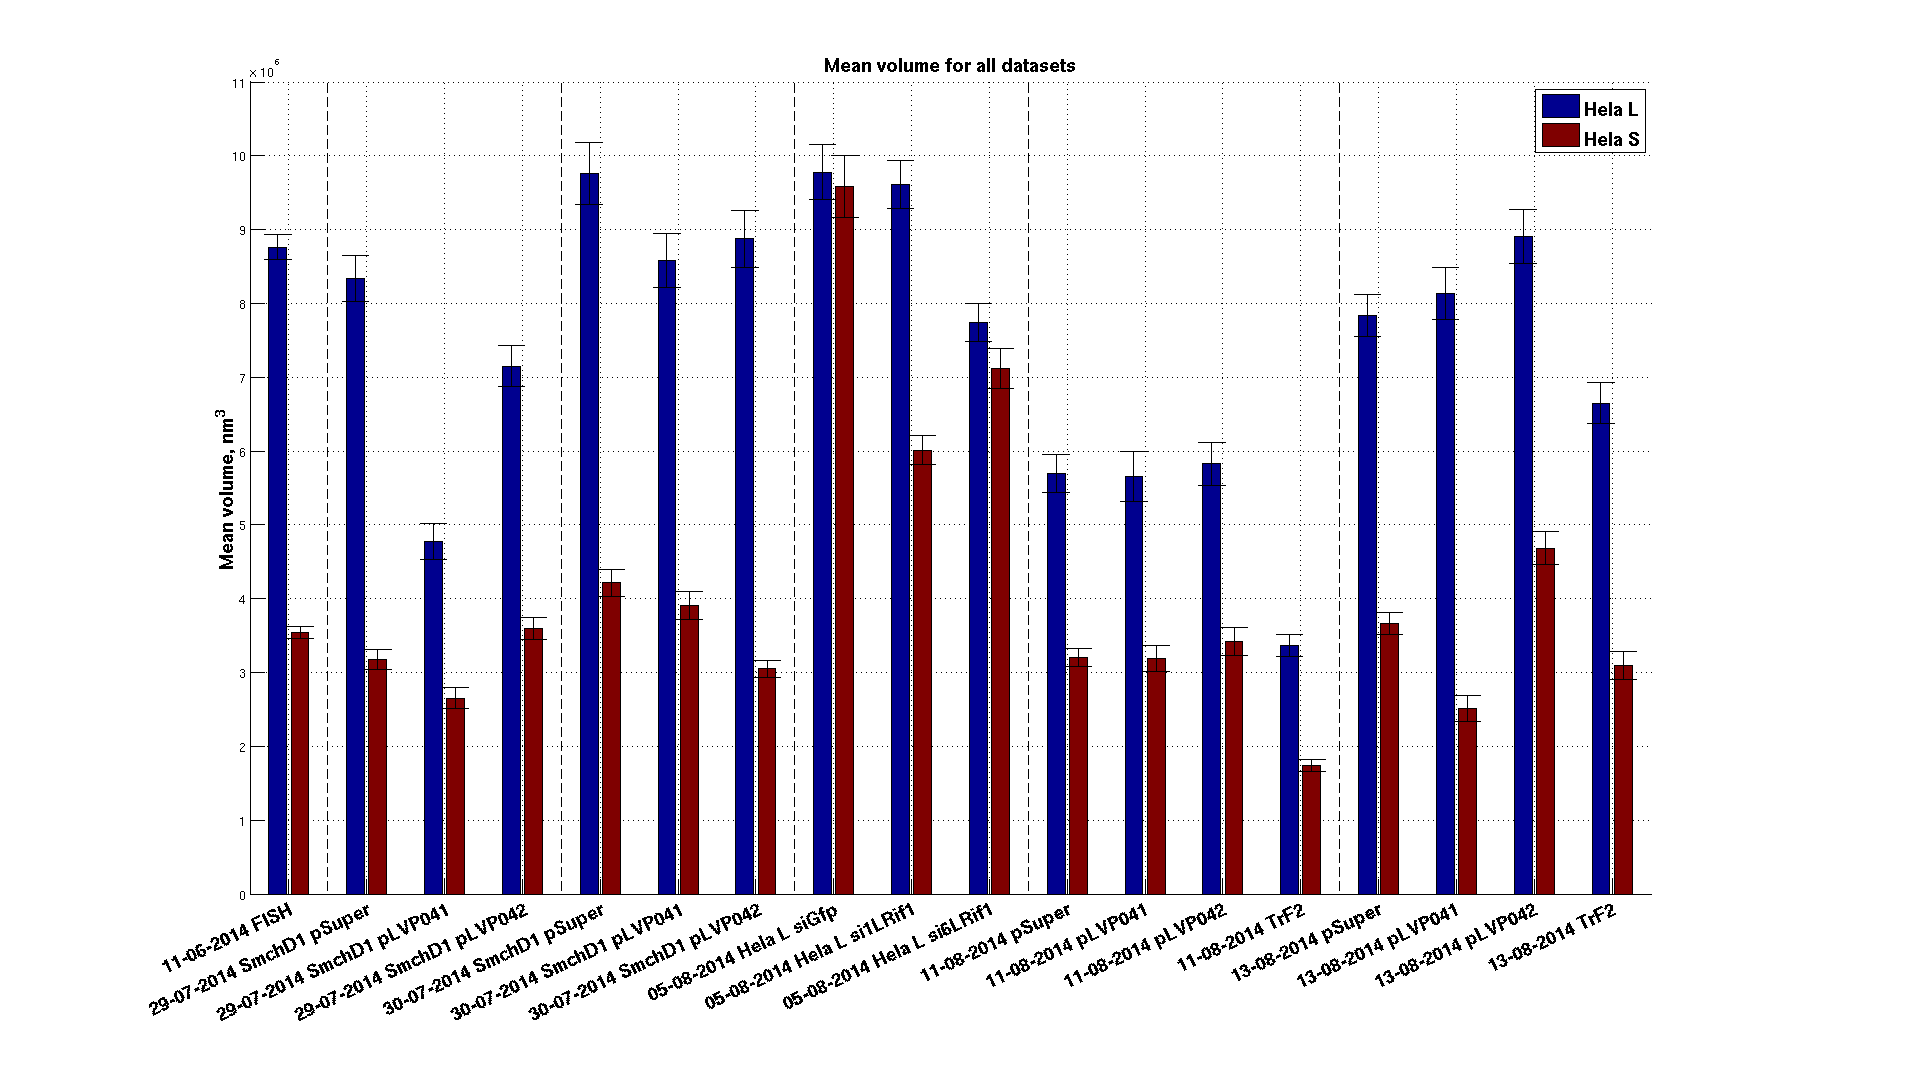 Mean volume for all datasets
× 10^6
11
10
9
8
7
6
5
4
3
2
1
0
Mean volume, nm^3
Hela L
Hela S
11-06-2014 FISH
29-07-2014 SmchD1 pSuper
29-07-2014 SmchD1 pLVP041
29-07-2014 SmchD1 pLVP042
30-07-2014 SmchD1 pSuper
30-07-2014 SmchD1 pLVP041
30-07-2014 SmchD1 pLVP042
05-08-2014 Hela L siGfp
05-08-2014 Hela L si1LRif1
05-08-2014 Hela L si6LRif1
11-08-2014 pSuper
11-08-2014 pLVP041
11-08-2014 pLVP042
11-08-2014 TrF2
13-08-2014 pSuper
13-08-2014 pLVP041
13-08-2014 pLVP042
13-08-2014 TrF2